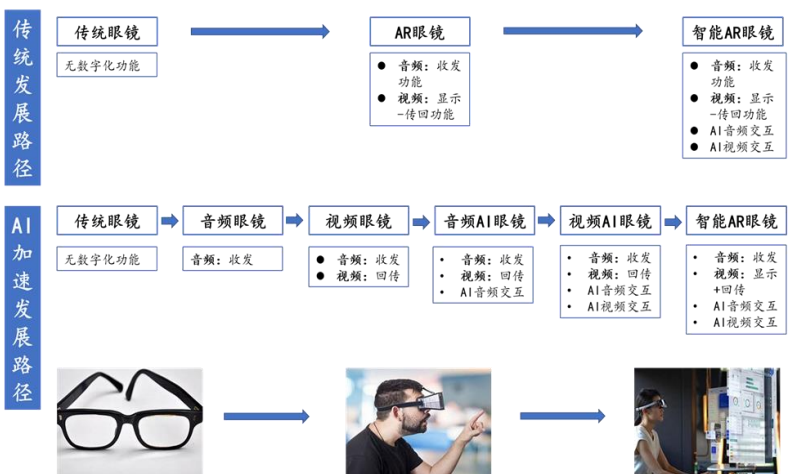 传统发展路径
传统眼镜
AR眼镜
智能AR眼镜
无数字化功能
● 音频：收发
功能
● 视频：显示
-传回功能
● 音频：收发
功能
● 视频：显示
-传回功能
● AI音频交互
● AI视频交互
AI加速发展路径
传统眼镜
音频眼镜
视频眼镜
音频AI眼镜
视频AI眼镜
智能AR眼镜
无数字化功能
音频：收发
● 音频：收发
● 视频：回传
• 音频：收发
• 视频：回传
• AI音频交互
• 音频：收发
• 视频：回传
• AI音频交互
• AI视频交互
• 音频：收发
• 视频：显示
+回传
• AI音频交互
• AI视频交互